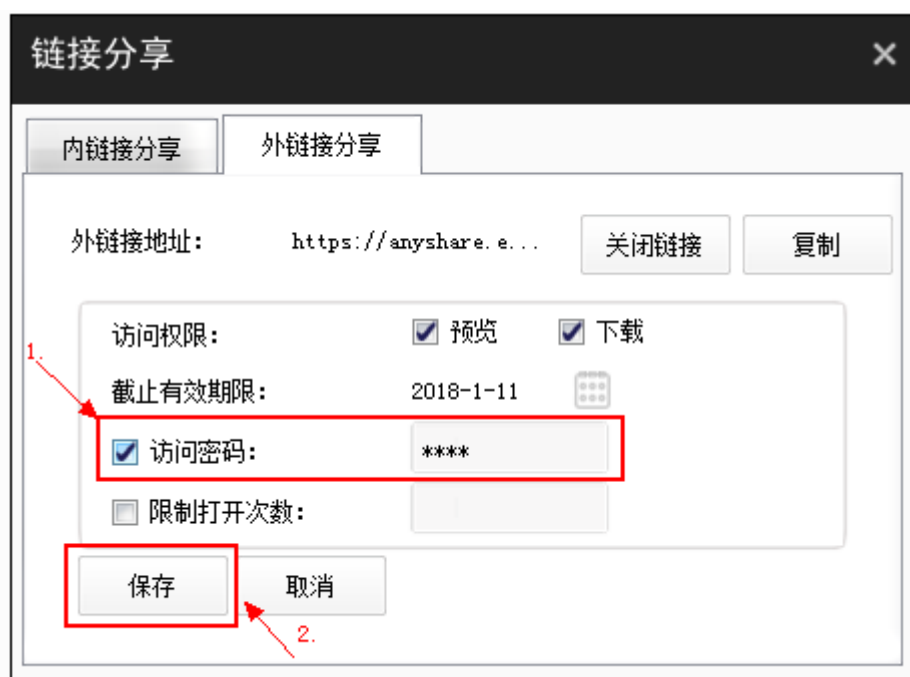 链接分享
内链接分享 外链接分享
外链接地址: https://anyshare.e... 关闭链接 复制
访问权限: 预览 下载
1.
截止有效期限: 2018-1-11
访问密码: ****
限制打开次数:
保存 取消
2.